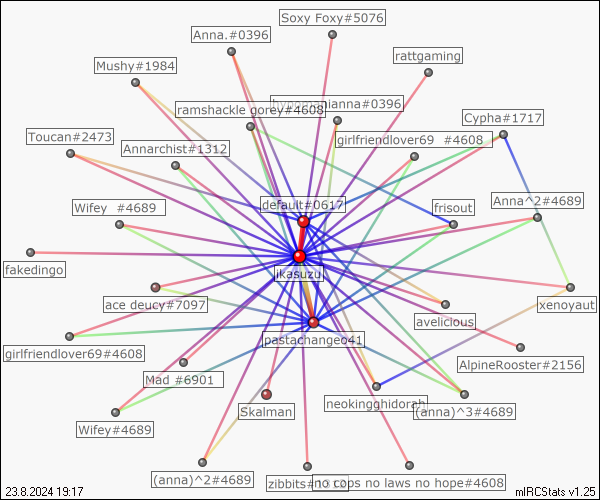 Soxy Foxy#5076
Anna.#0396
rattgaming
Mushy#1984
hypomanianna#0396
ramshackle gorey#4608
Cypha#1717
girlfriendlover69 #4608
Toucan#2473
Annarchist#1312
Anna^2#4689
default#0617
Wifey #4689
frisout
fakedingo
ikasuzu
ace deucy#7097
xenoyaut
avelicious
pastachangeo41
girlfriendlover69#4608
AlpineRooster#2156
Mad #6901
neokingghidorah
(anna)^3#4689
Skalman
Wifey#4689
(anna)^2#4689
zibbits
no cops no laws no hope#4608
23.8.2024 19:17
mIRCStats v1.25